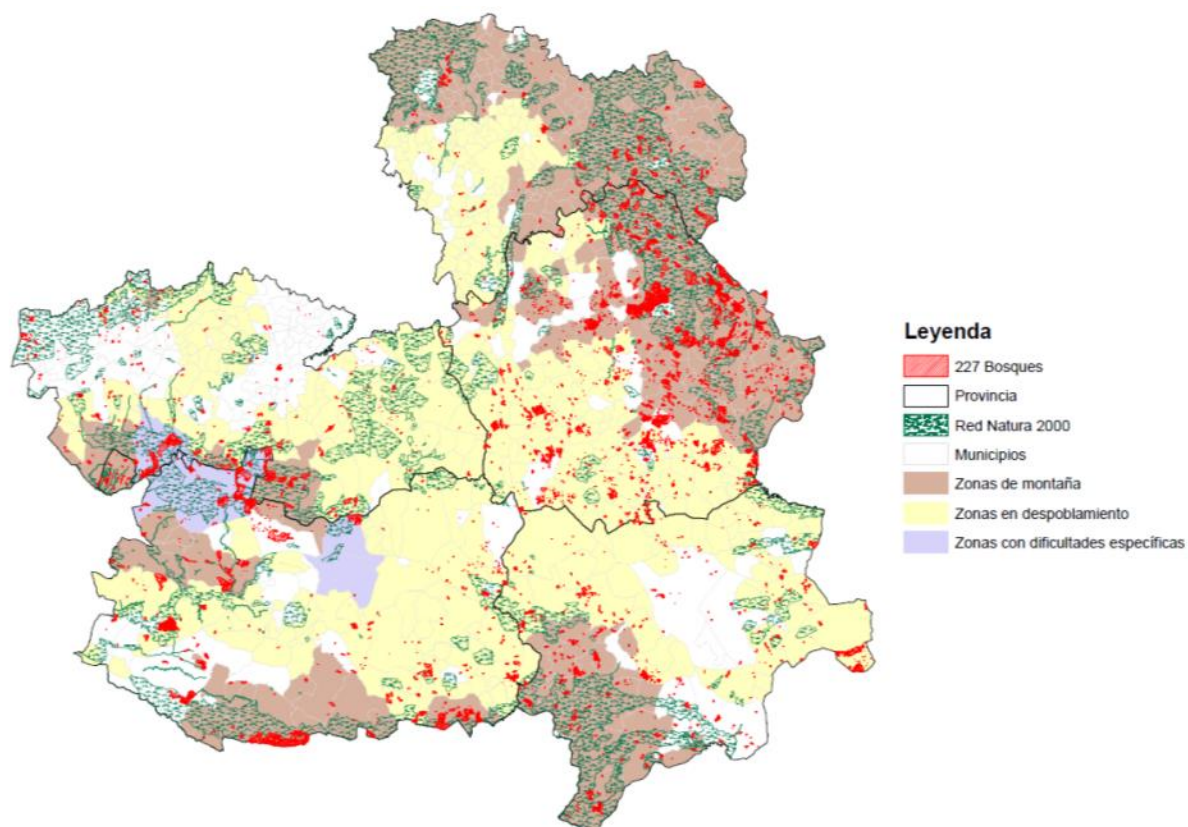 Leyenda
227 Bosques
Provincia
Red Natura 2000
Municipios
Zonas de montaña
Zonas en despoblamiento
Zonas con dificultades específicas